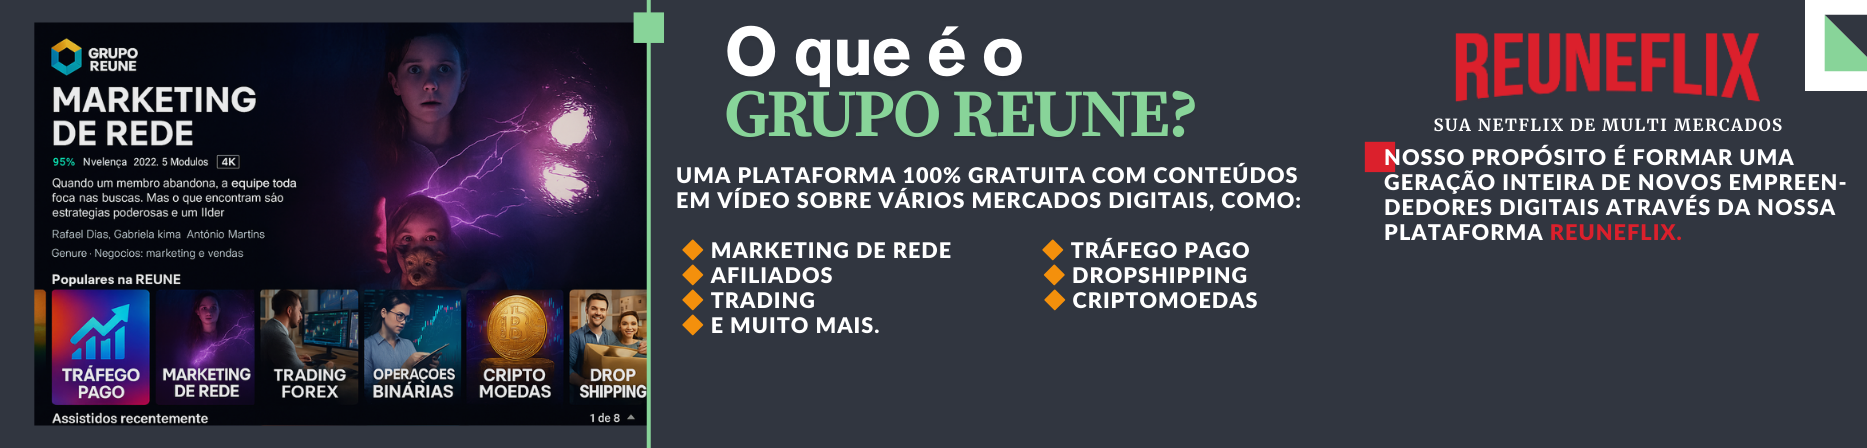 GRUPO
REUNE
MARKETING
DE REDE
95% Nvelença 2022. 5 Modulos 4K
Quando um membro abandona, a equipe toda
foca nas buscas. Mas o que encontram são
estrategias poderosas e um lIder
Rafael Dias, Gabriela kima António Martins
Genure · Negocios: marketing e vendas
Populares na REUNE
TRÁFEGO
PAGO
MARKETING
DE REDE
TRADING
FOREX
OPERAÇÕES
BINÁRIAS
CRIPTO
MOEDAS
DROP
SHIPPING
Assistidos recentemente
1 de 8
O que é o
GRUPO REUNE?
UMA PLATAFORMA 100% GRATUITA COM CONTEÚDOS
EM VÍDEO SOBRE VÁRIOS MERCADOS DIGITAIS, COMO:
MARKETING DE REDE
AFILIADOS
TRADING
E MUITO MAIS.
TRÁFEGO PAGO
DROPSHIPPING
CRIPTOMOEDAS
REUNEFLIX
SUA NETFLIX DE MULTI MERCADOS
NOSSO PROPÓSITO É FORMAR UMA
GERAÇÃO INTEIRA DE NOVOS EMPREEN-
DEDORES DIGITAIS ATRAVÉS DA NOSSA
PLATAFORMA REUNEFLIX.